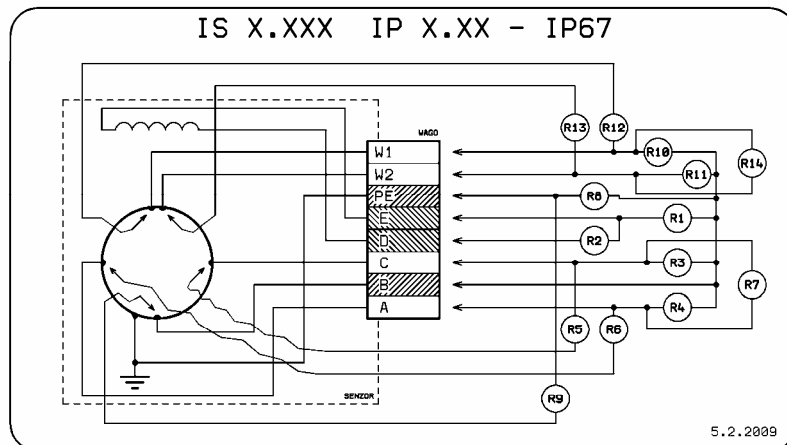 IS X.XXX IP X.XX - IP67
WAGO
R13 R12
W1 R10
R14
W2 R11
PE R8
E R1
D R2
C R3
B R7
A R4
R5 R6
SENZOR R9
5.2.2009